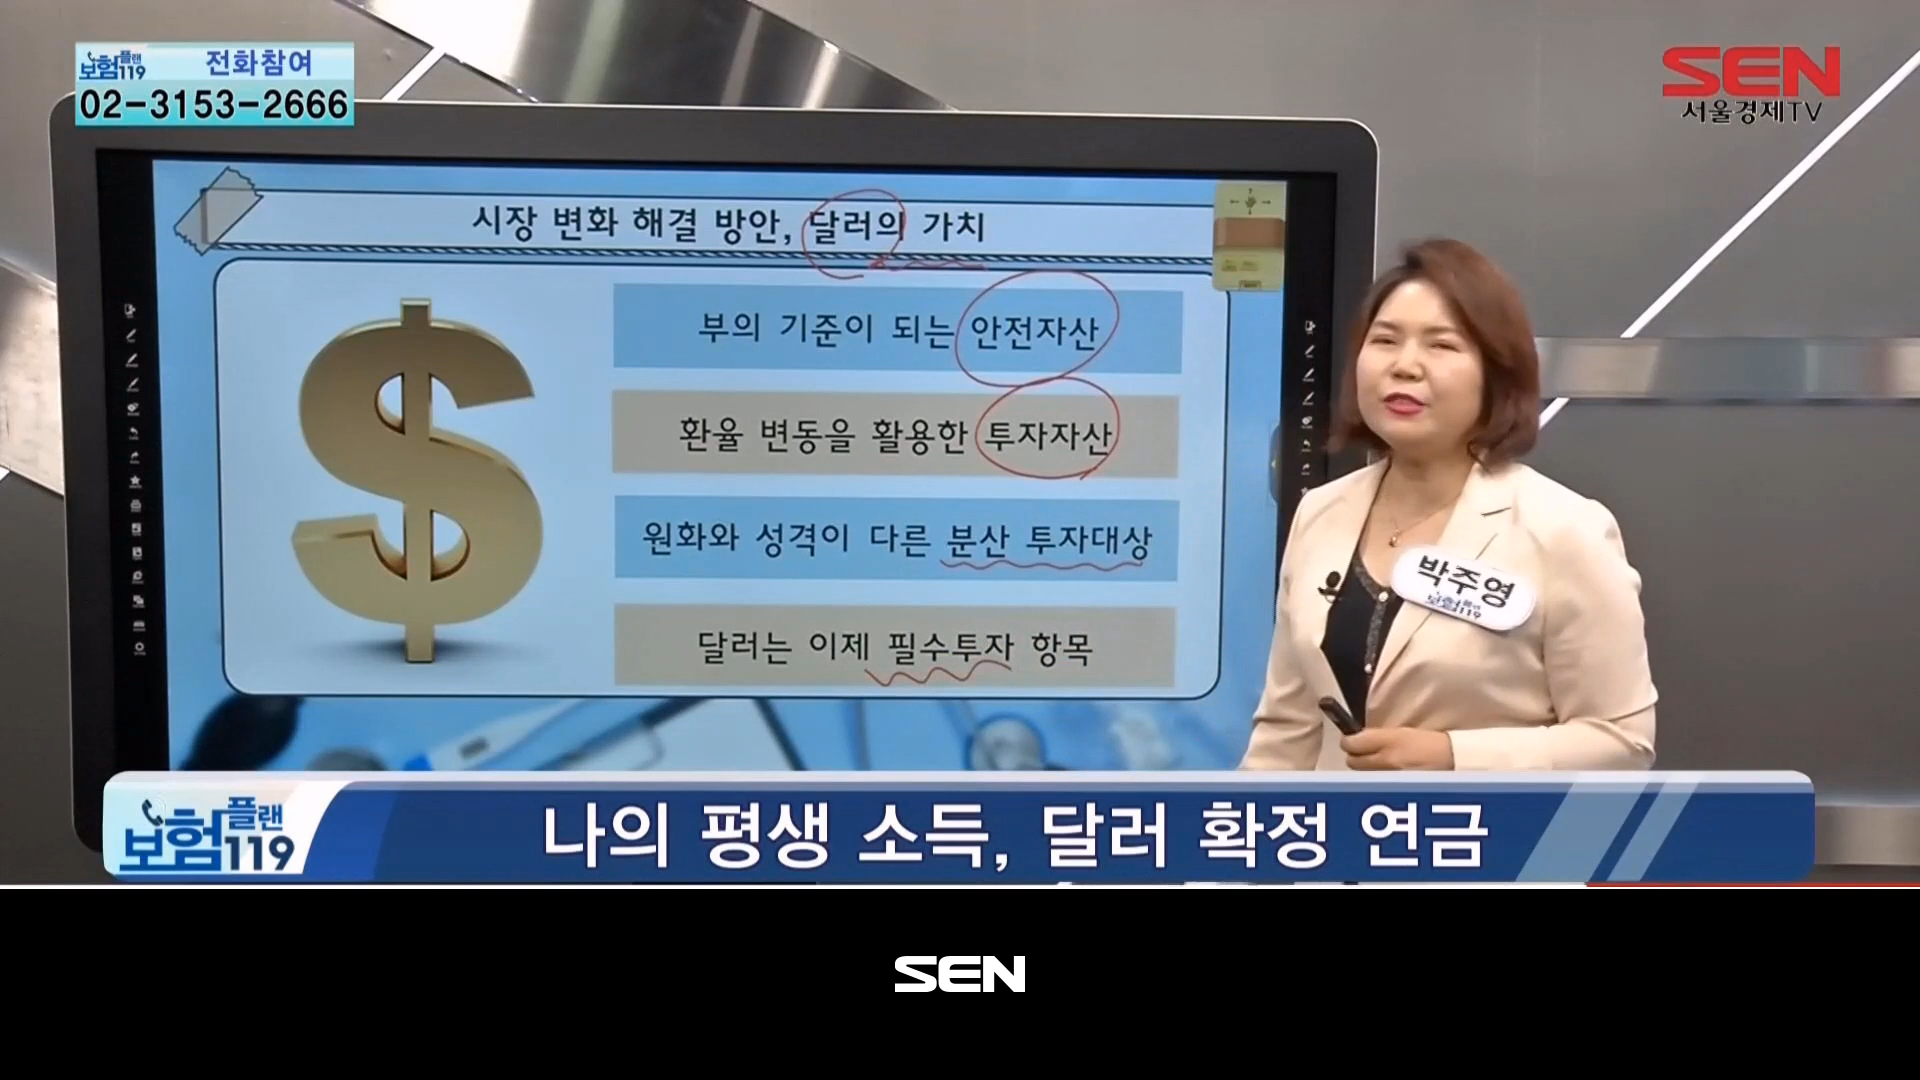 보험플랜119
전화참여
02-3153-2666
SEN
서울경제TV
시장 변화 해결 방안, 달러의 가치
부의 기준이 되는 안전자산
환율 변동을 활용한 투자자산
원화와 성격이 다른 분산 투자대상
달러는 이제 필수투자 항목
박주영
보험플랜119
보험플랜119
나의 평생 소득, 달러 확정 연금
SEN